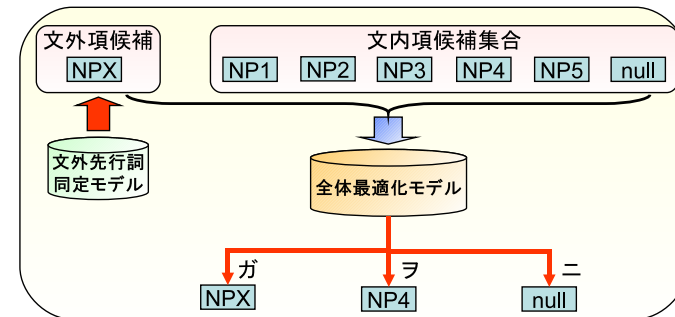 文外項候補
NPX
文内項候補集合
NP1 NP2 NP3 NP4 NP5 null
文外先行詞
同定モデル
全体最適化モデル
ガ ヲ ニ
NPX NP4 null